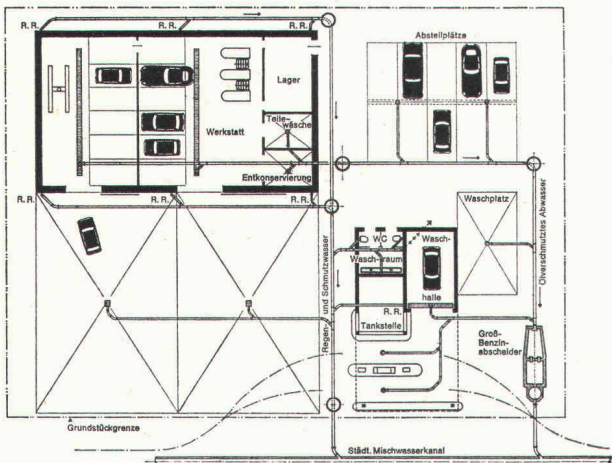 R. R.
R. R.
R. R.
Abstellplätze
Lager
Teile-
wäsche
Werkstatt
Entkonservierung
R. R.
R. R.
R. R.
Waschplatz
WC
Wasch-
Wasch-raum
halle
R. R.
Tankstelle
Regen- und Schmutzwasser
Ölverschmutztes Abwasser
Groß-
Benzin-
abscheider
Grundstückgrenze
Städt. Mischwasserkanal